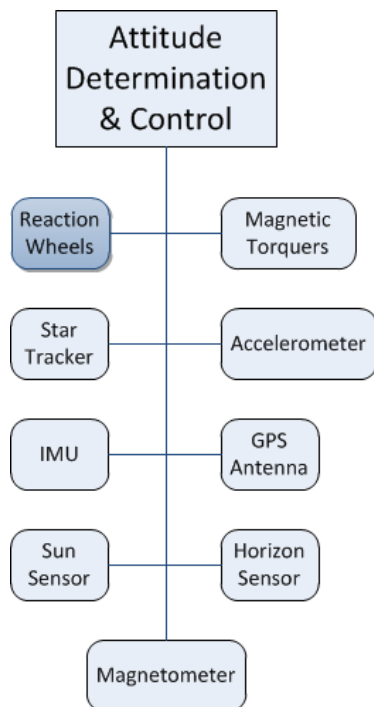 Attitude
Determination
& Control
Reaction
Wheels
Magnetic
Torquers
Star
Tracker
Accelerometer
IMU
GPS
Antenna
Sun
Sensor
Horizon
Sensor
Magnetometer